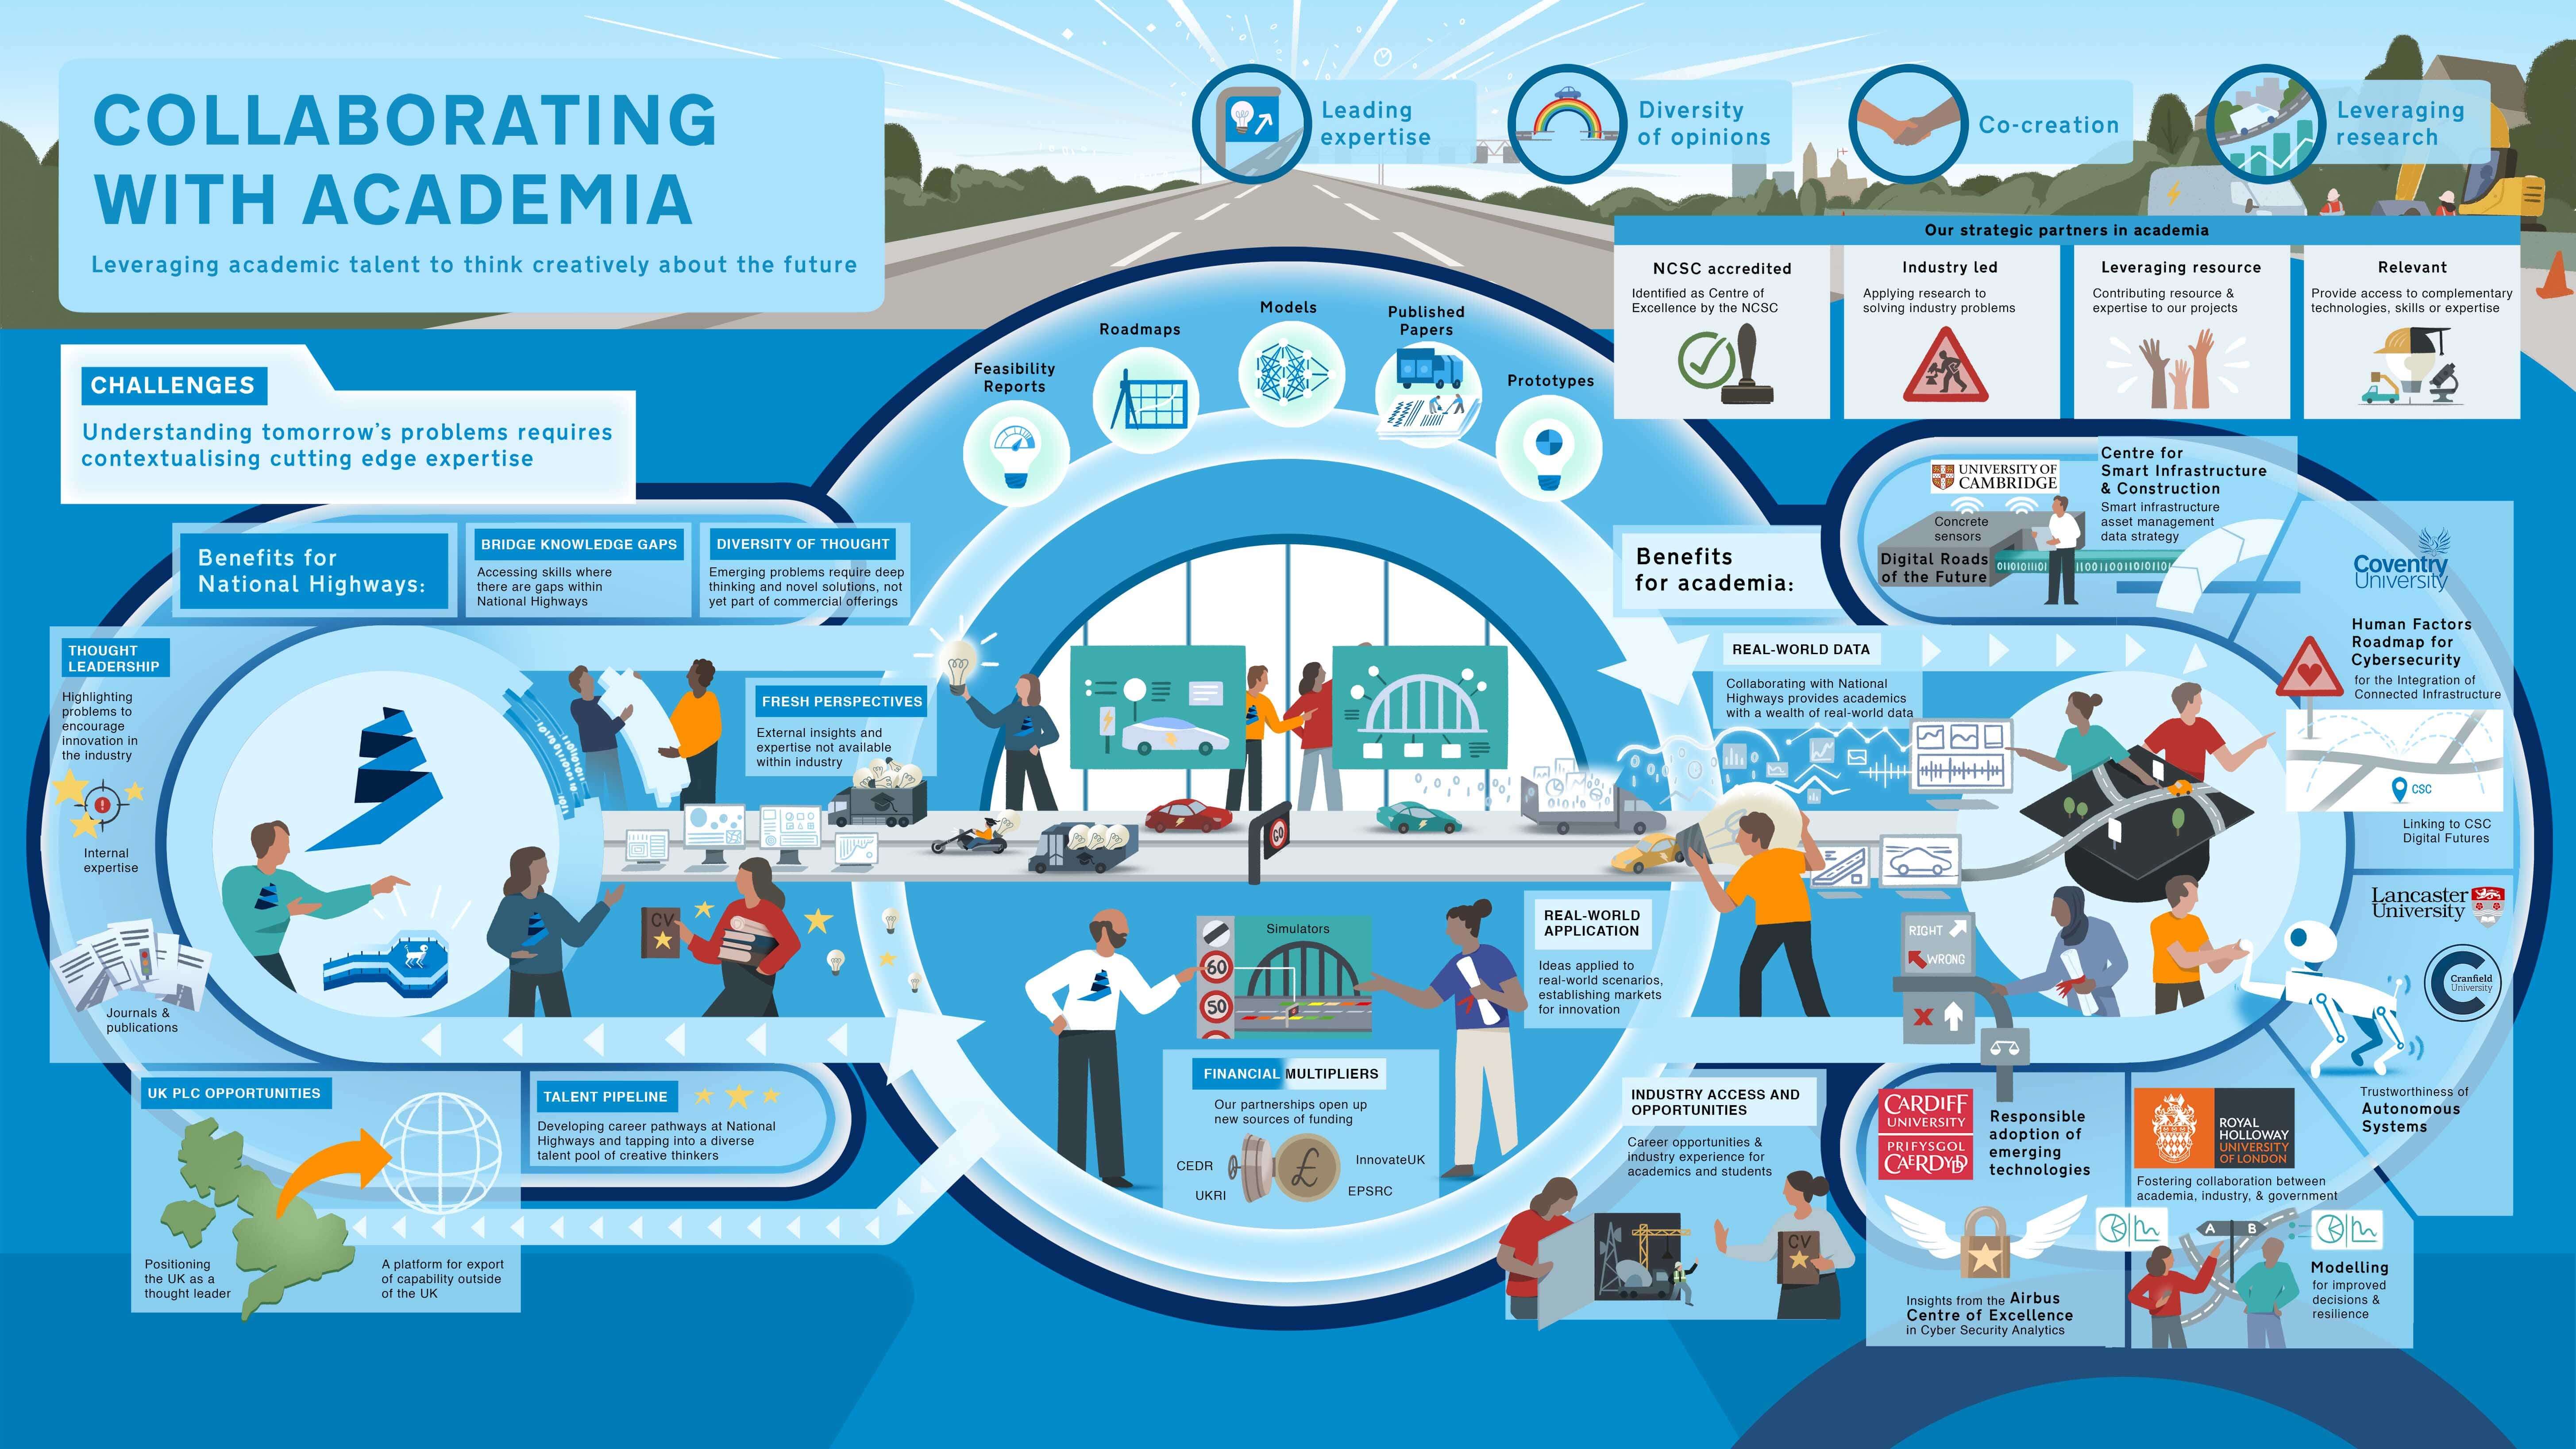 COLLABORATING
WITH ACADEMIA
Leveraging academic talent to think creatively about the future
Leading
expertise
Diversity
of opinions
Co-creation
Leveraging
research
Our strategic partners in academia
NCSC accredited
Identified as Centre of
Excellence by the NCSC
Industry led
Applying research to
solving industry problems
Leveraging resource
Contributing resource &
expertise to our projects
Relevant
Provide access to complementary
technologies, skills or expertise
CHALLENGES
Understanding tomorrow's problems requires
contextualising cutting edge expertise
Feasibility
Reports
Roadmaps
Models
Published
Papers
Prototypes
Benefits for
National Highways:
BRIDGE KNOWLEDGE GAPS
Accessing skills where
there are gaps within
National Highways
DIVERSITY OF THOUGHT
Emerging problems require deep
thinking and novel solutions, not
yet part of commercial offerings
THOUGHT
LEADERSHIP
Highlighting
problems to
encourage
innovation in
the industry
Internal
expertise
Journals &
publications
FRESH PERSPECTIVES
External insights and
expertise not available
within industry
CV
UK PLC OPPORTUNITIES
Positioning
the UK as a
thought leader
A platform for export
of capability outside
of the UK
TALENT PIPELINE
Developing career pathways at National
Highways and tapping into a diverse
talent pool of creative thinkers
GO
Simulators
60
50
FINANCIAL MULTIPLIERS
Our partnerships open up
new sources of funding
CEDR
UKRI
£
InnovateUK
EPSRC
Benefits
for academia:
REAL-WORLD DATA
Collaborating with National
Highways provides academics
with a wealth of real-world data
REAL-WORLD
APPLICATION
Ideas applied to
real-world scenarios,
establishing markets
for innovation
INDUSTRY ACCESS AND
OPPORTUNITIES
Career opportunities &
industry experience for
academics and students
CV
RIGHT
WRONG
X
UNIVERSITY OF
CAMBRIDGE
Centre for
Smart Infrastructure
& Construction
Smart infrastructure
asset management
data strategy
Concrete
sensors
Digital Roads
of the Future
Coventry
University
Human Factors
Roadmap for
Cybersecurity
for the Integration of
Connected Infrastructure
CSC
Linking to CSC
Digital Futures
Lancaster
University
Cranfield
University
Trustworthiness of
Autonomous
Systems
CARDIFF
UNIVERSITY
PRIFYSGOL
CAERDYDD
Responsible
adoption of
emerging
technologies
Insights from the Airbus
Centre of Excellence
in Cyber Security Analytics
ROYAL
HOLLOWAY
UNIVERSITY
OF LONDON
Fostering collaboration between
academia, industry, & government
A B
Modelling
for improved
decisions &
resilience